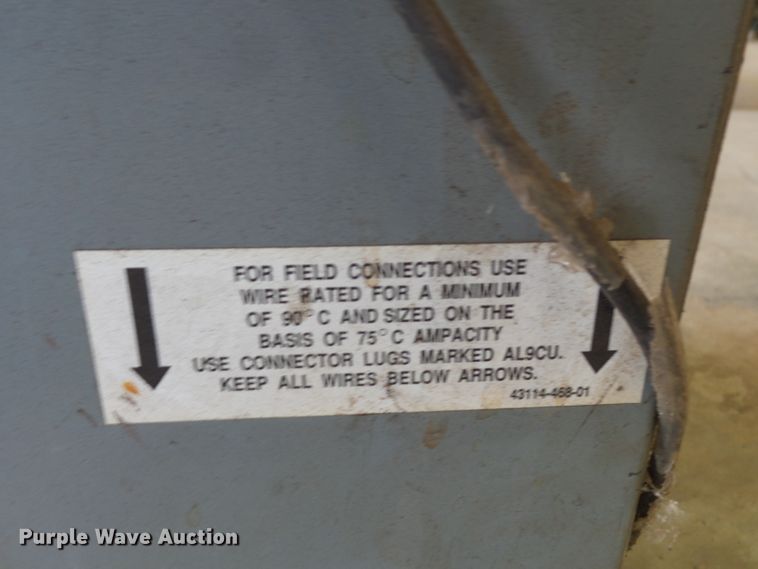 FOR FIELD CONNECTIONS USE
WIRE RATED FOR A MINIMUM
OF 90°C AND SIZED ON THE
BASIS OF 75°C AMPACITY
USE CONNECTOR LUGS MARKED AL9CU.
KEEP ALL WIRES BELOW ARROWS.
43114-468-01
Purple Wave Auction